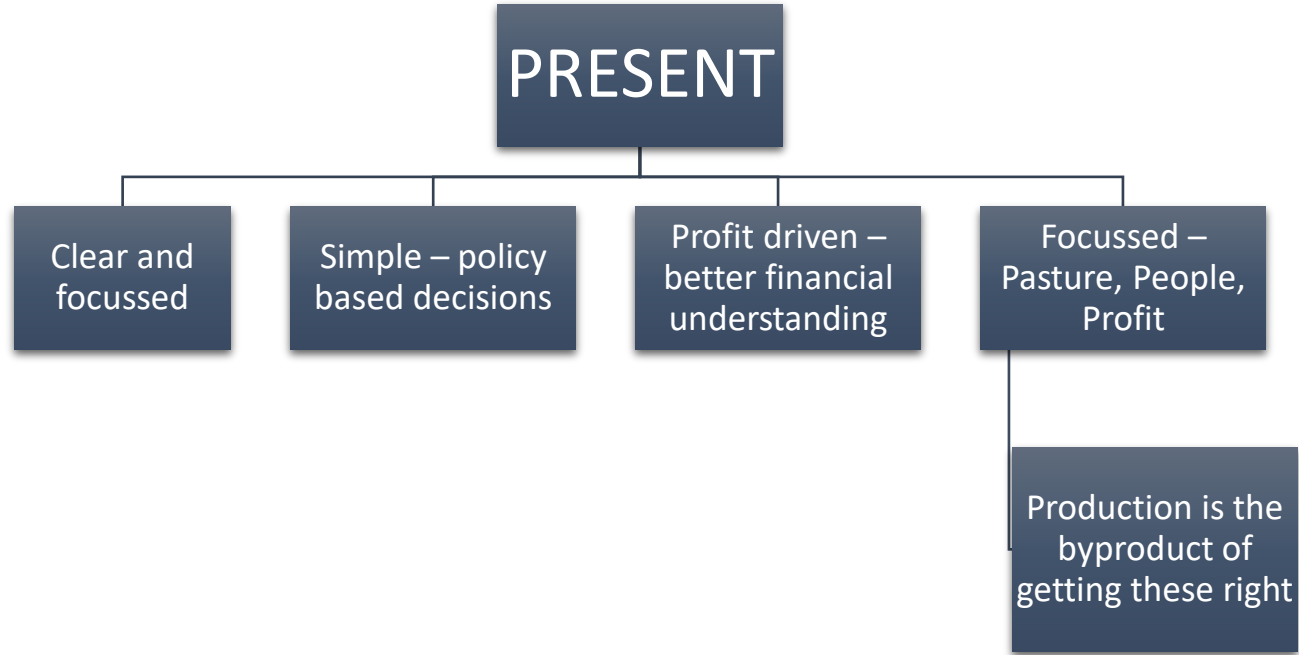 PRESENT
Clear and
focussed
Simple – policy
based decisions
Profit driven –
better financial
understanding
Focussed –
Pasture, People,
Profit
Production is the
byproduct of
getting these right